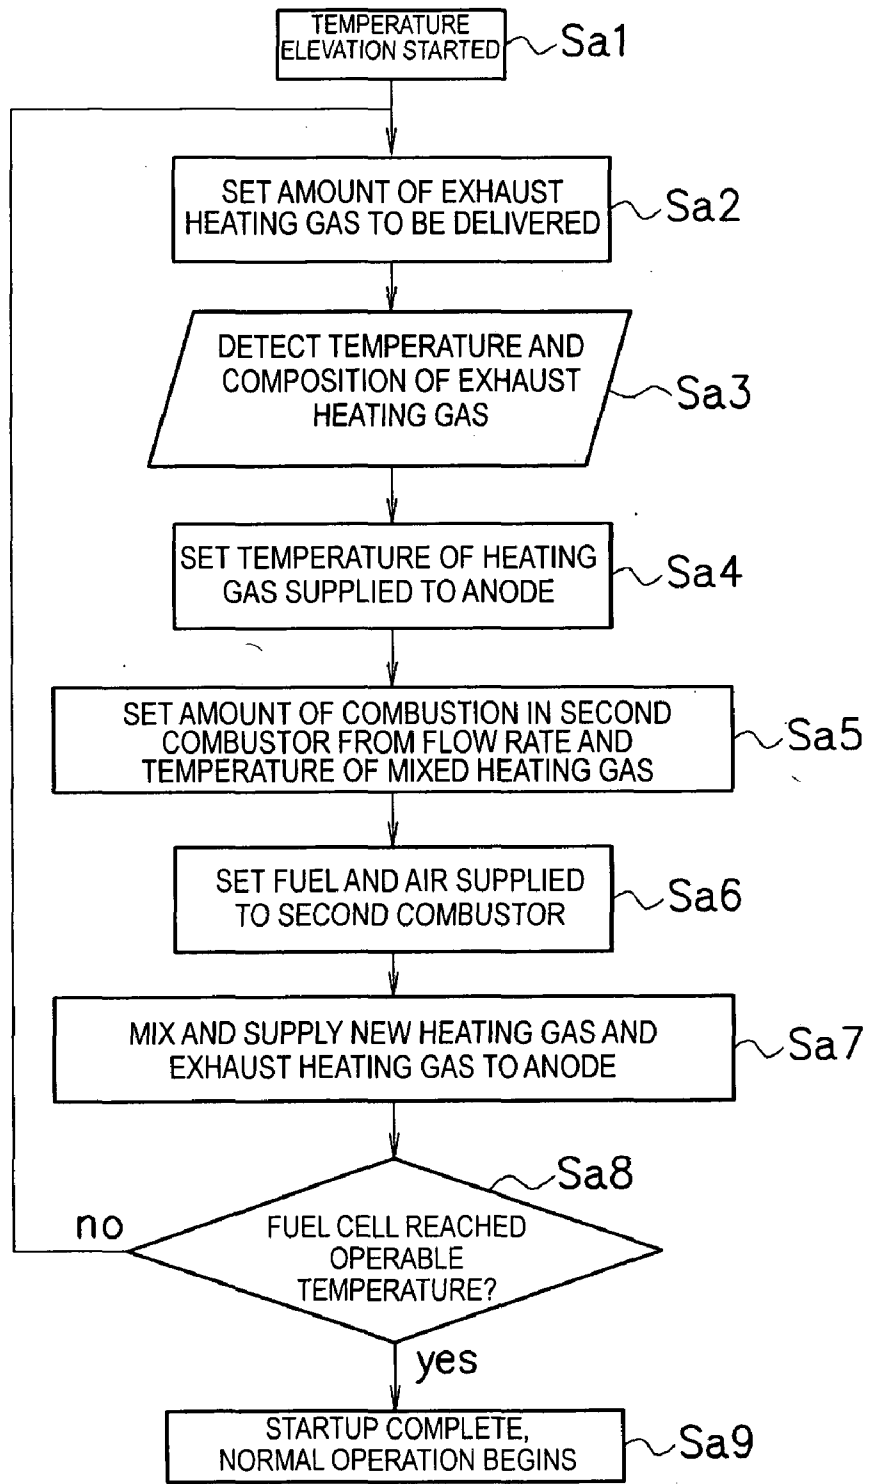 TEMPERATURE
ELEVATION STARTED
Sa1
SET AMOUNT OF EXHAUST
HEATING GAS TO BE DELIVERED
Sa2
DETECT TEMPERATURE AND
COMPOSITION OF EXHAUST
HEATING GAS
Sa3
SET TEMPERATURE OF HEATING
GAS SUPPLIED TO ANODE
Sa4
SET AMOUNT OF COMBUSTION IN SECOND
COMBUSTOR FROM FLOW RATE AND
TEMPERATURE OF MIXED HEATING GAS
Sa5
SET FUEL AND AIR SUPPLIED
TO SECOND COMBUSTOR
Sa6
MIX AND SUPPLY NEW HEATING GAS AND
EXHAUST HEATING GAS TO ANODE
Sa7
Sa8
no
FUEL CELL REACHED
OPERABLE
TEMPERATURE?
yes
STARTUP COMPLETE,
NORMAL OPERATION BEGINS
Sa9